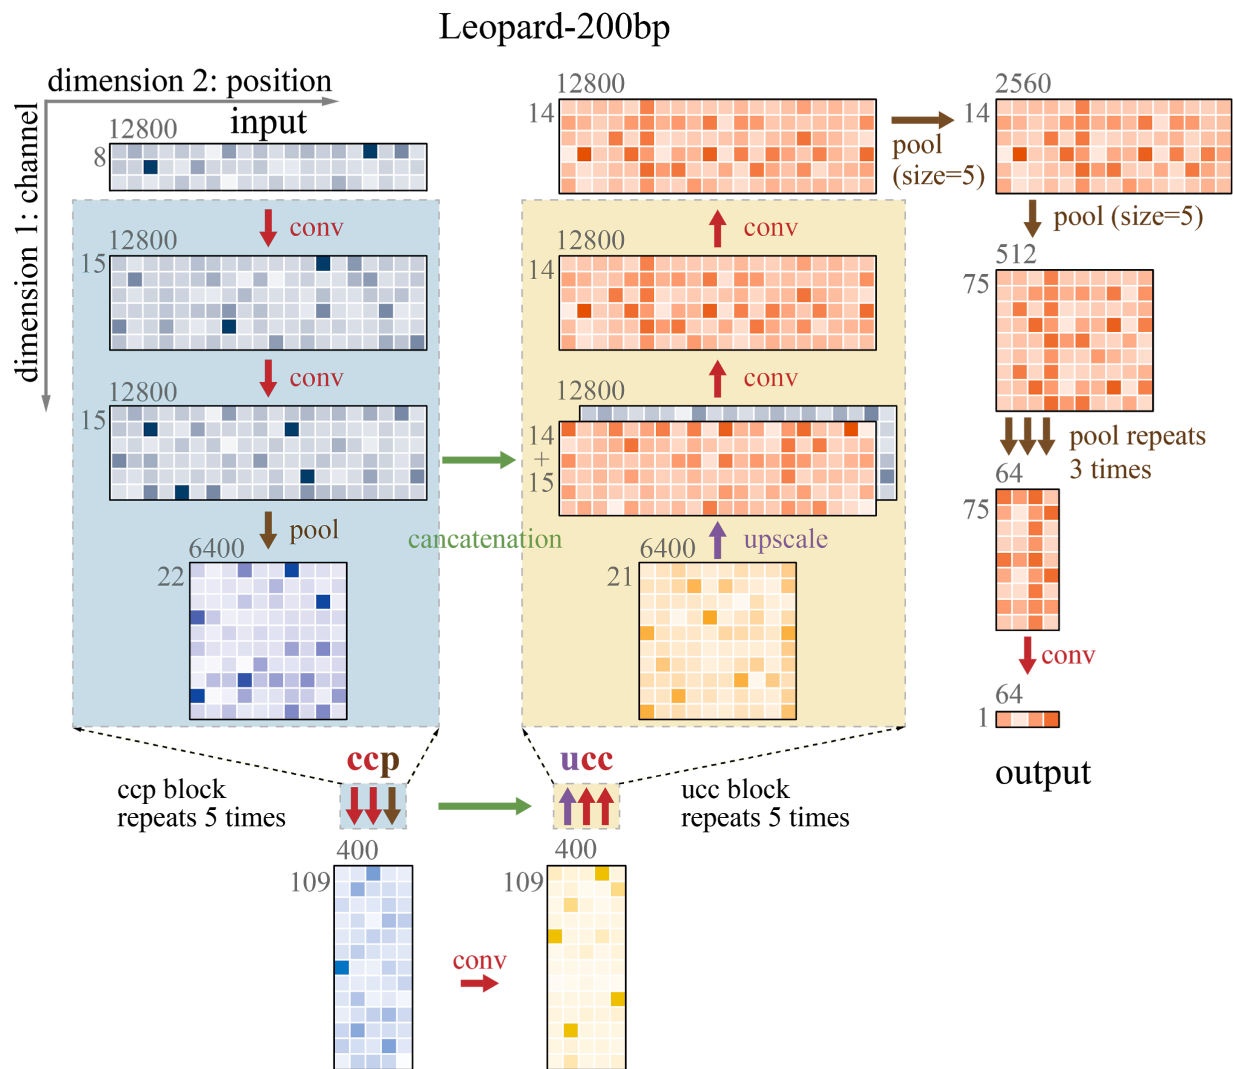 Leopard-200bp
dimension 2: position
dimension 1: channel
input
12800
8
conv
12800
15
conv
12800
15
pool
6400
22
cancatenation
12800
14
conv
12800
14
conv
12800
14
+
15
upscale
6400
21
pool
(size=5)
2560
14
pool (size=5)
512
75
pool repeats
3 times
64
75
conv
64
1
output
ccp
ccp block
repeats 5 times
ucc
ucc block
repeats 5 times
400
109
conv
400
109